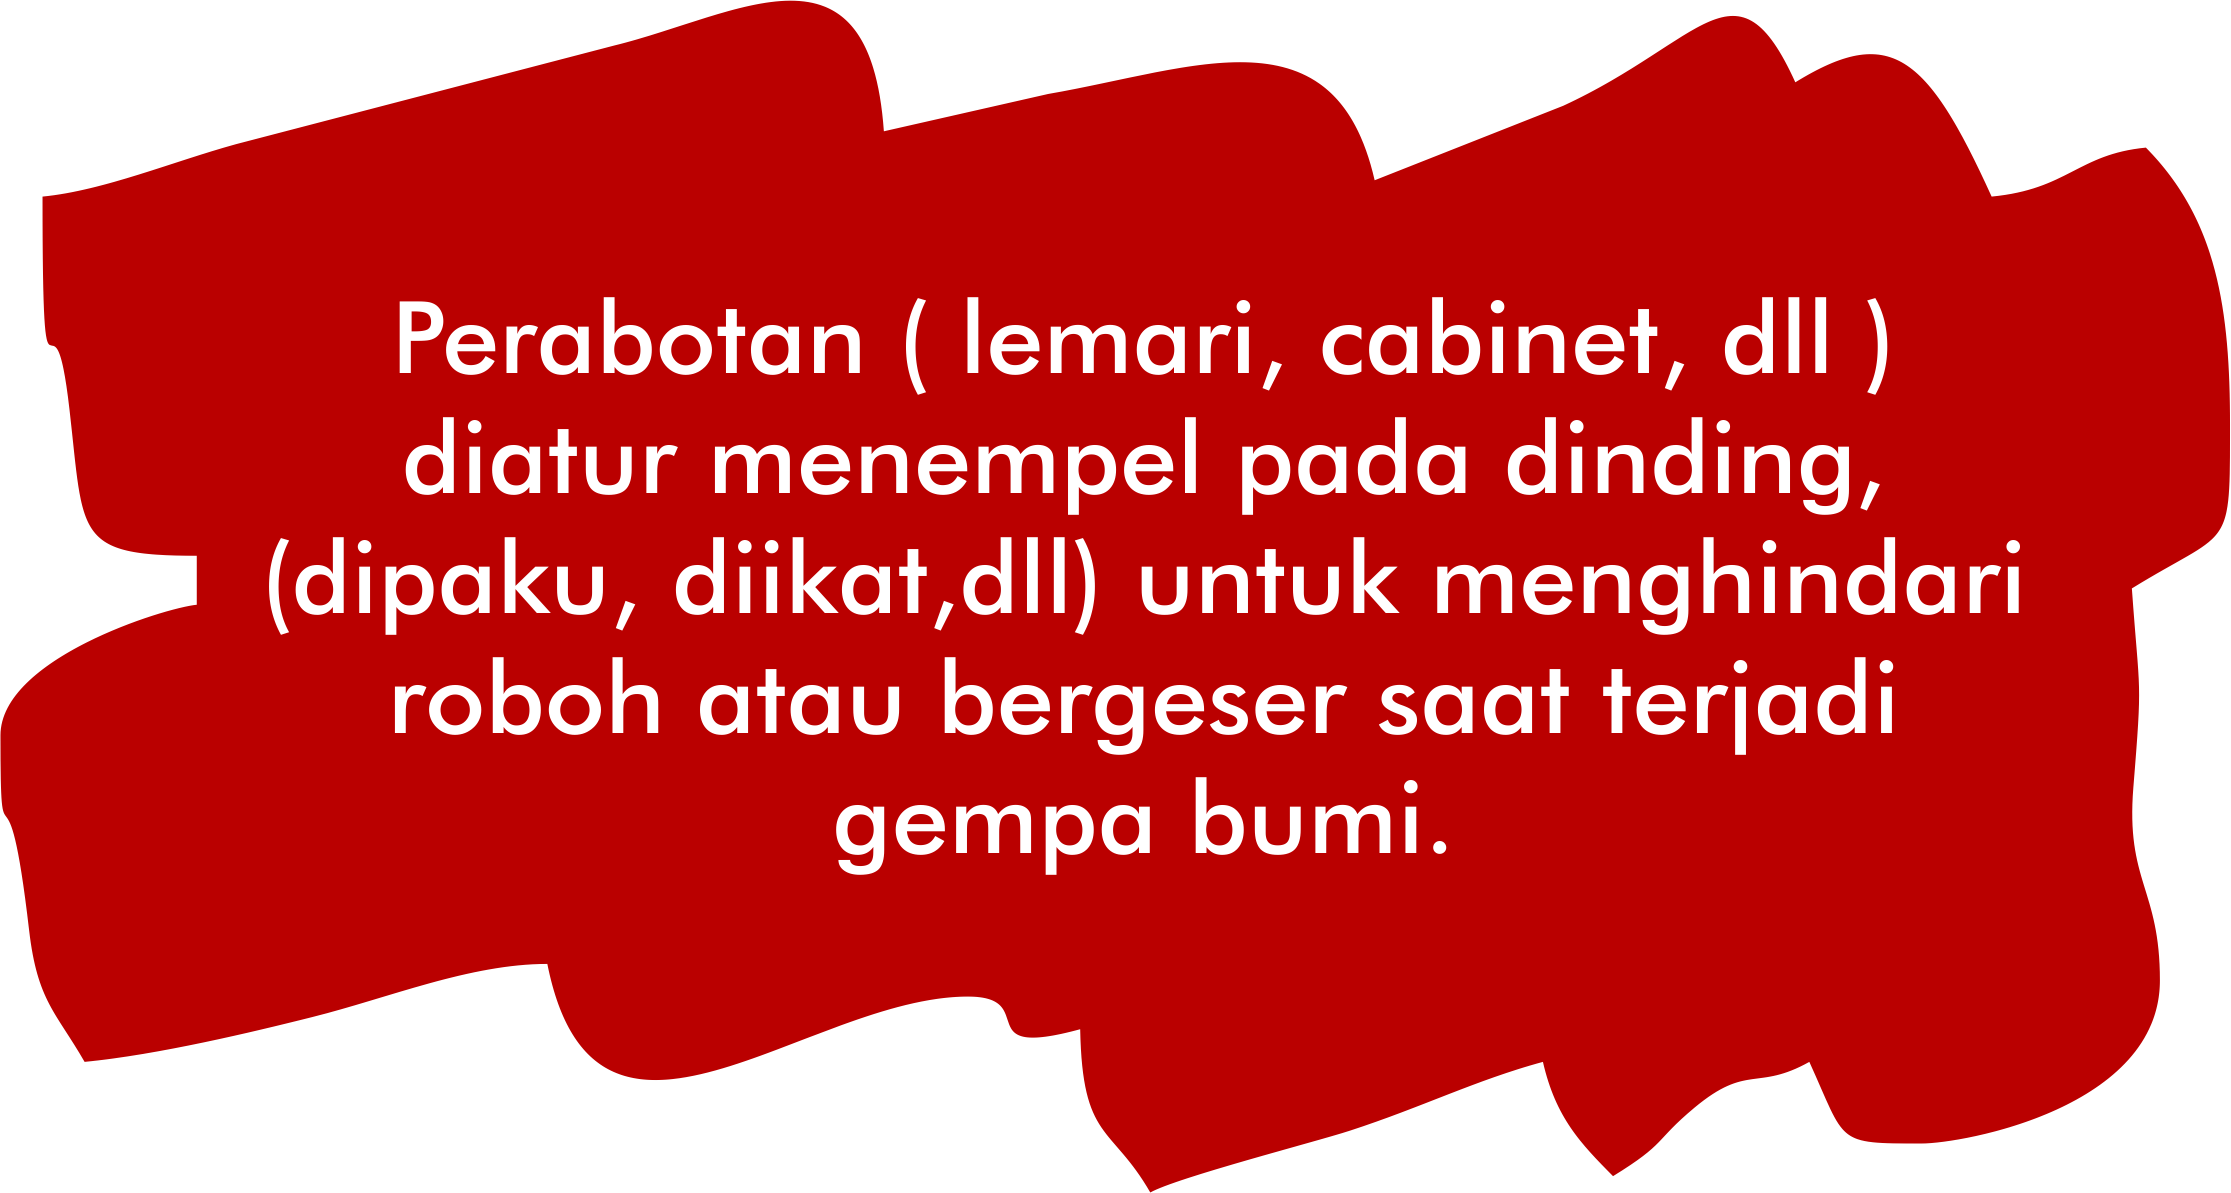 Perabotan ( lemari, cabinet, dll )
diatur menempel pada dinding,
(dipaku, diikat,dll) untuk menghindari
roboh atau bergeser saat terjadi
gempa bumi.